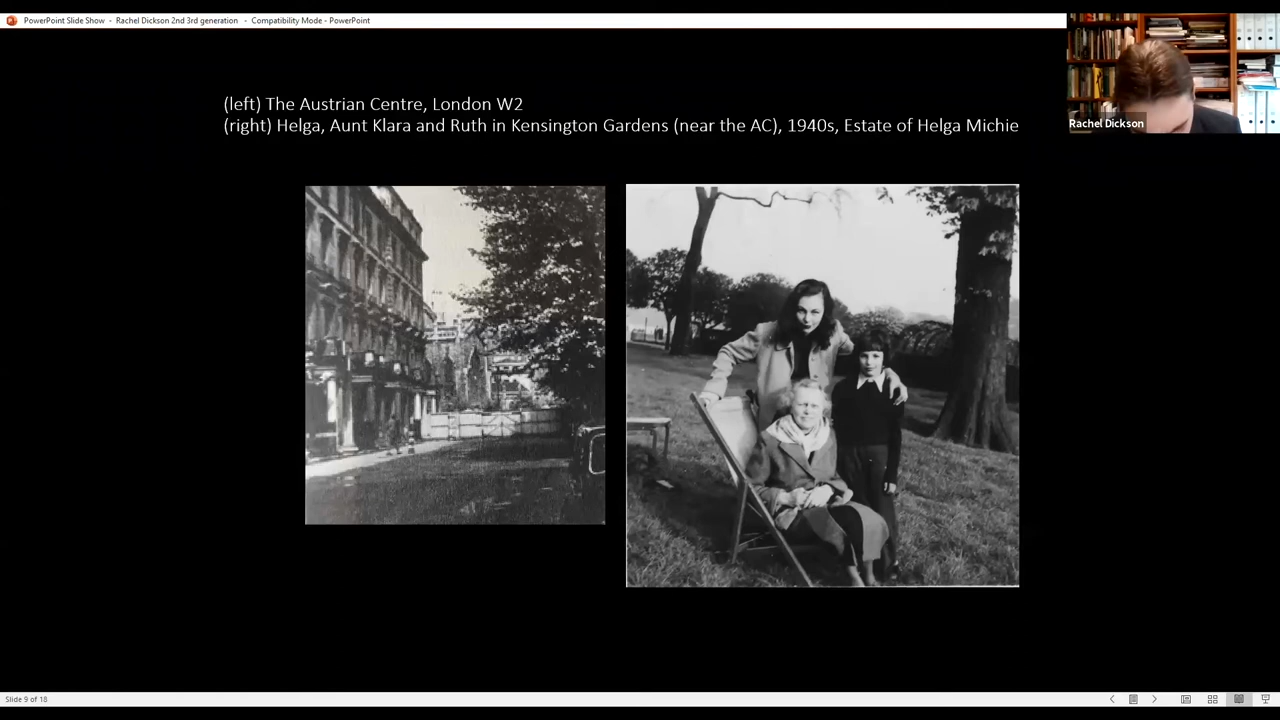 PowerPoint Slide Show - Rachel Dickson 2nd 3rd generation - Compatibility Mode - PowerPoint
(left) The Austrian Centre, London W2
(right) Helga, Aunt Klara and Ruth in Kensington Gardens (near the AC), 1940s, Estate of Helga Michie
Rachel Dickson
Slide 9 of 18